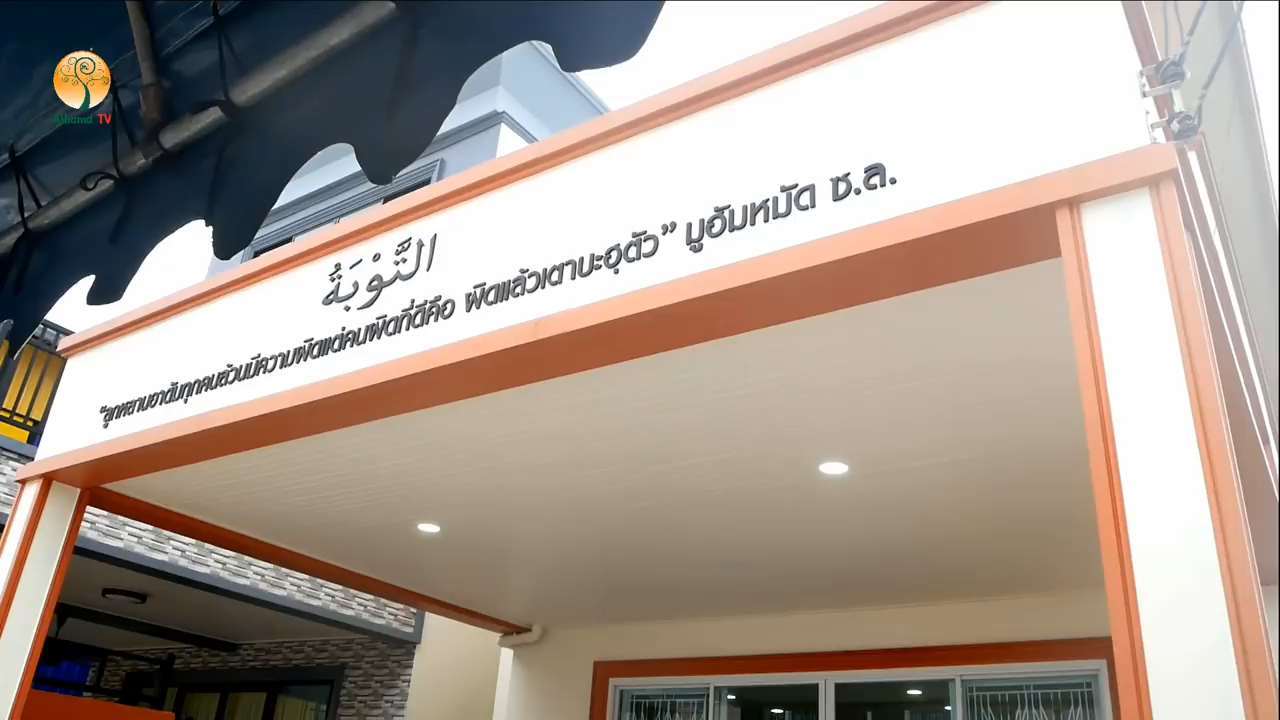 Alhamd TV
التَّوْبَةُ
“ลูกหลานอาดัมทุกคนล้วนมีความผิดแต่คนผิดที่ดีคือ ผิดแล้วเตาบะฮฺตัว” มูฮัมหมัด ซ.ล.